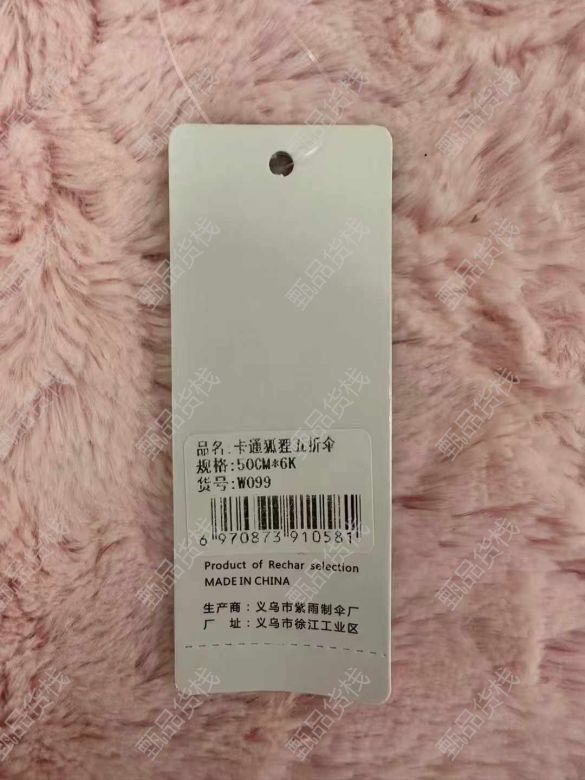 品名:卡通狐狸五折伞
规格:50CM*6K
货号:W099
6 970873 910581
Product of Rechar selection
MADE IN CHINA
生产商：义乌市紫雨制伞厂
厂 址：义乌市徐江工业区
甄品货栈